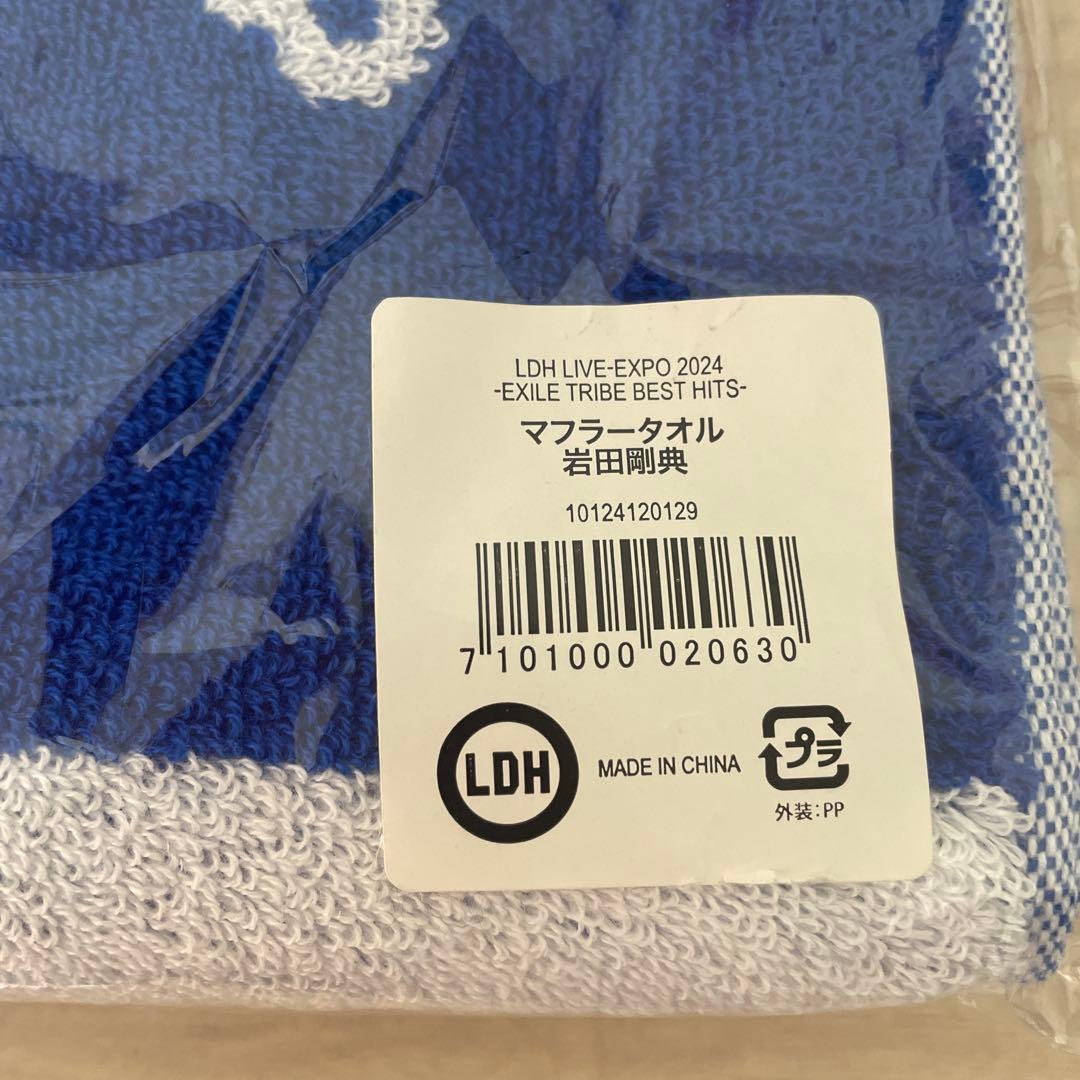 LDH LIVE-EXPO 2024
-EXILE TRIBE BEST HITS-
マフラータオル
岩田剛典
10124120129
7 101000 020630
LDH
MADE IN CHINA
プラ
外装:PP